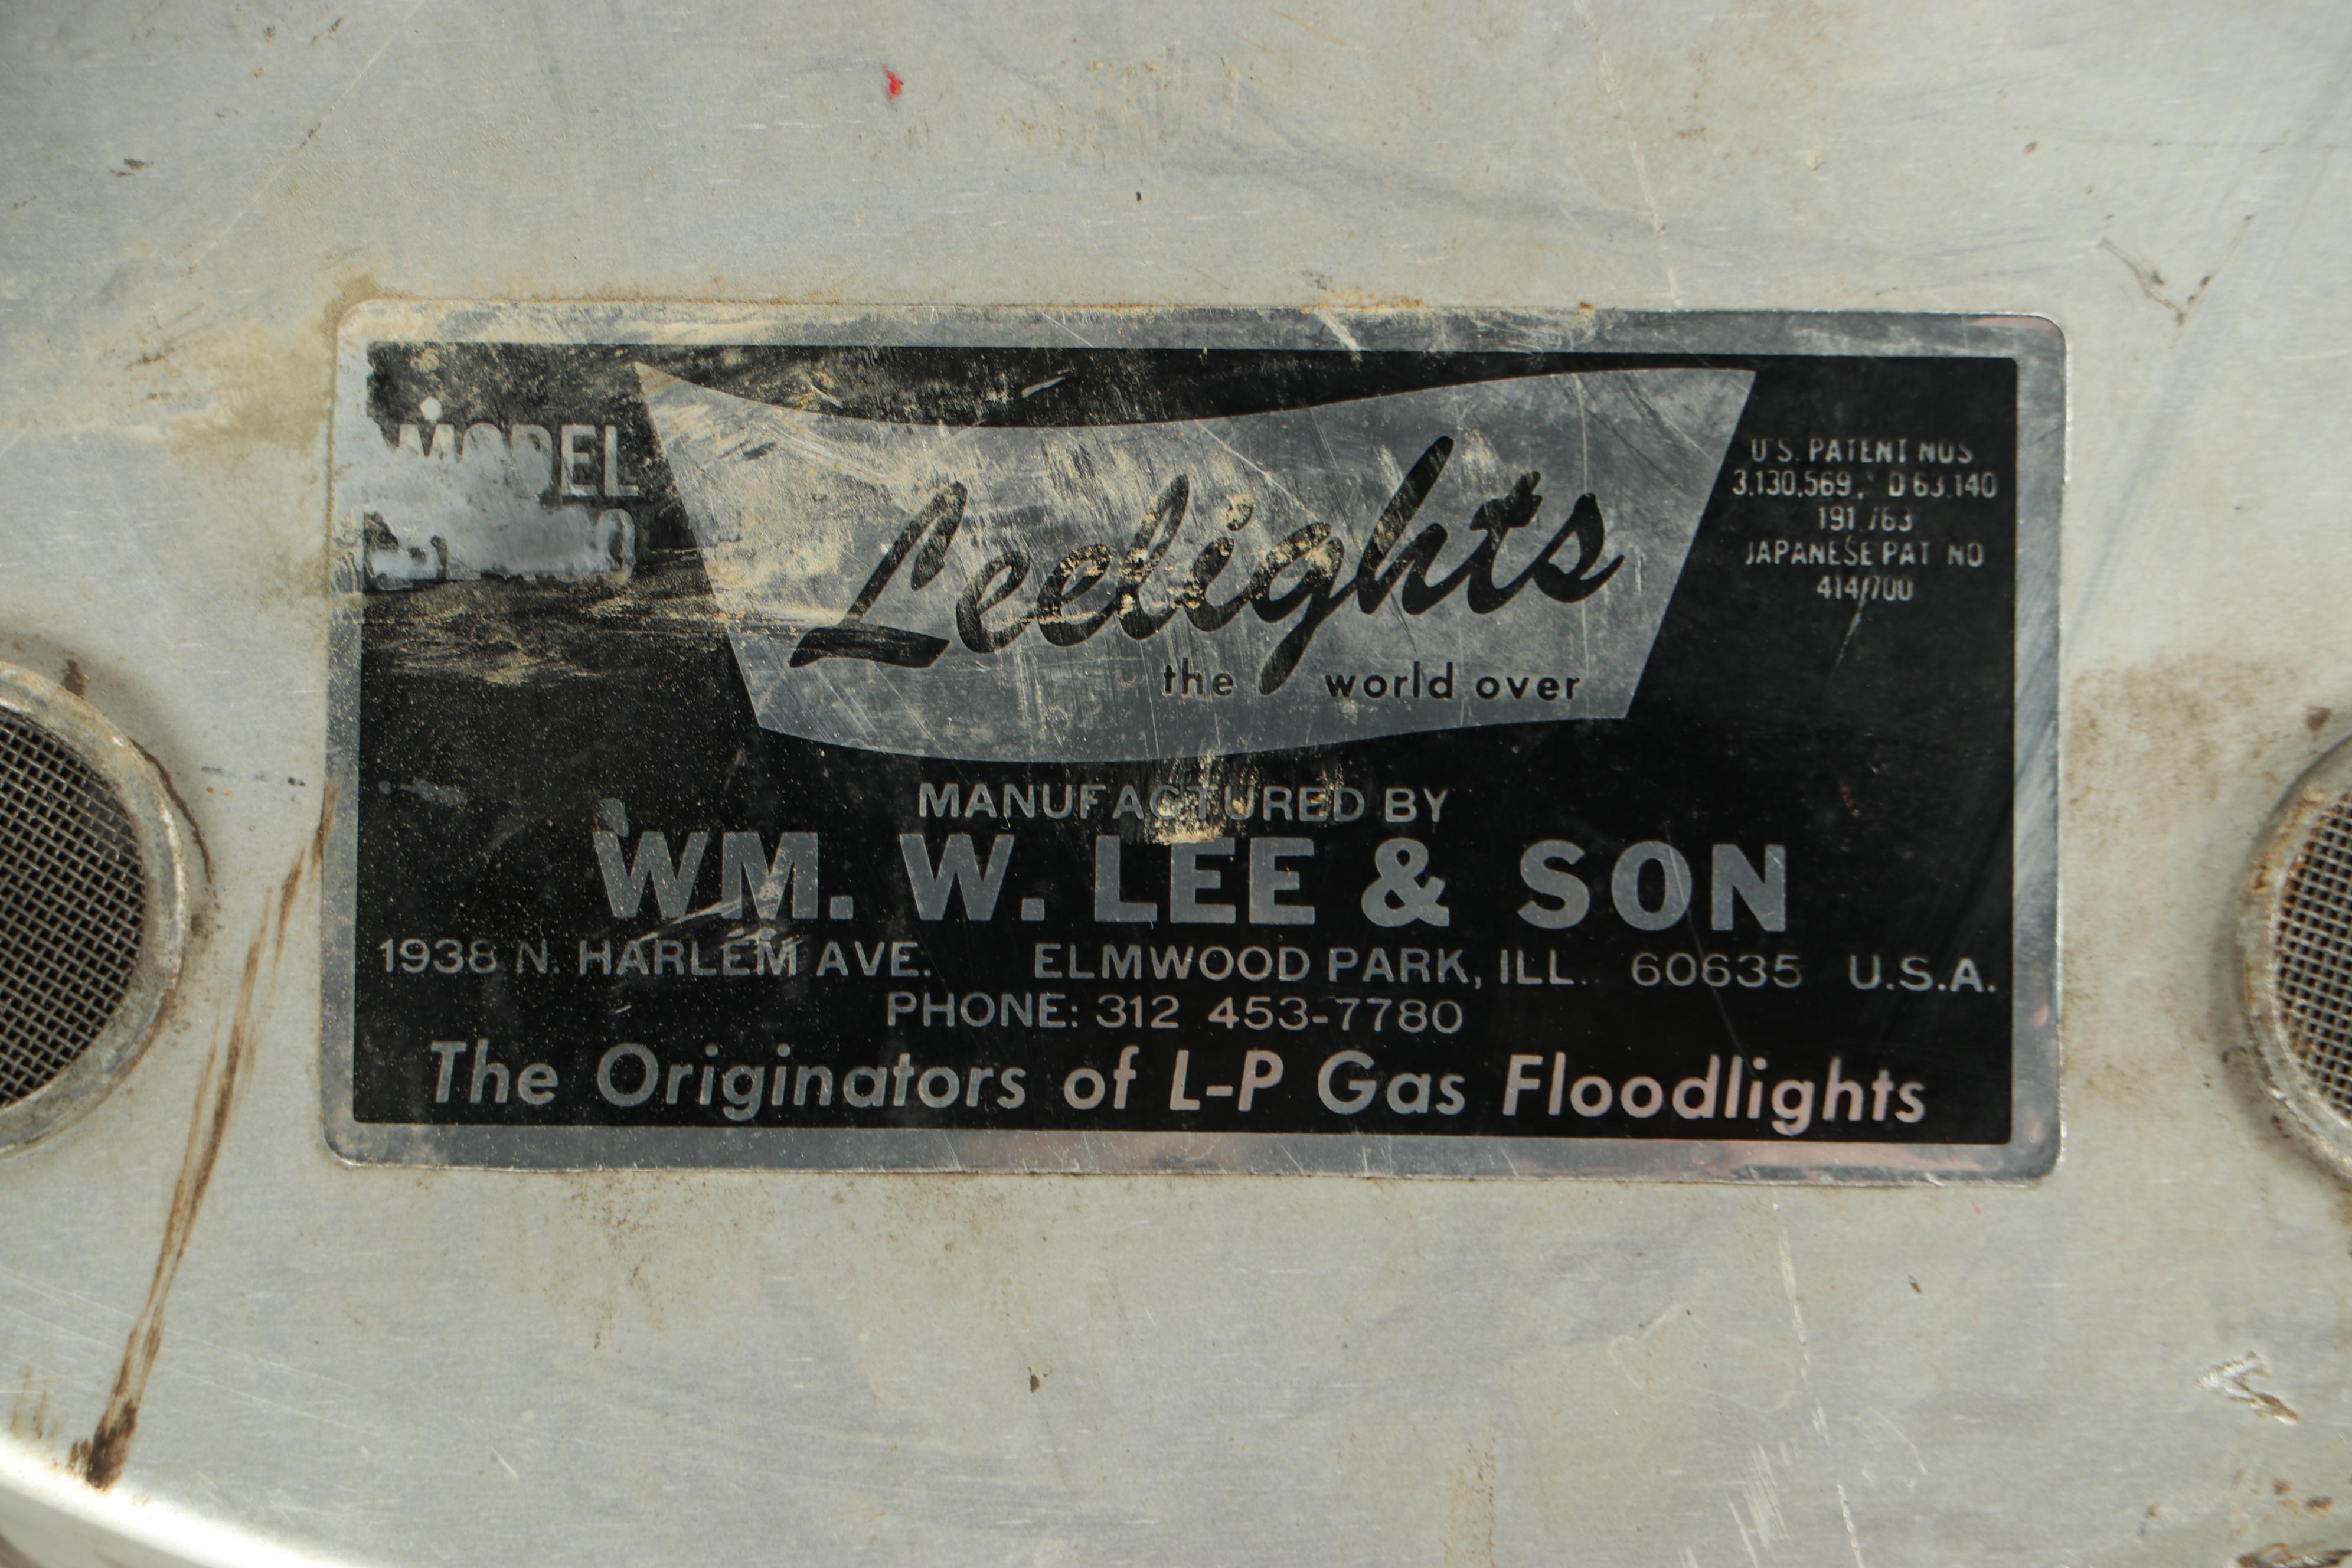 MODEL
Leelights
the world over
U.S. PATENT NOS
3,130,569, D 63,140
191,763
JAPANESE PAT NO
414/700
MANUFACTURED BY
WM. W. LEE & SON
1938 N. HARLEM AVE. ELMWOOD PARK, ILL. 60635 U.S.A.
PHONE: 312 453-7780
The Originators of L-P Gas Floodlights